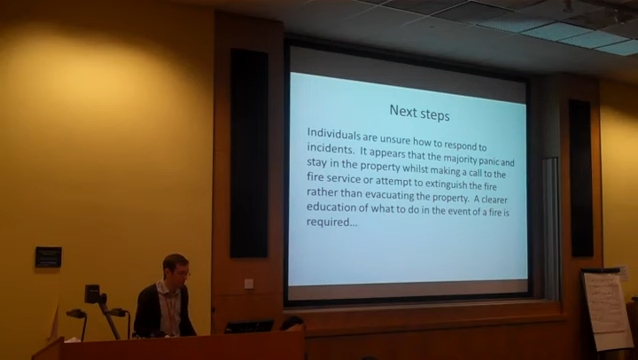 Next steps
Individuals are unsure how to respond to
incidents.  It appears that the majority panic and
stay in the property whilst making a call to the
fire service or attempt to extinguish the fire
rather than evacuating the property.  A clearer
education of what to do in the event of a fire is
required...